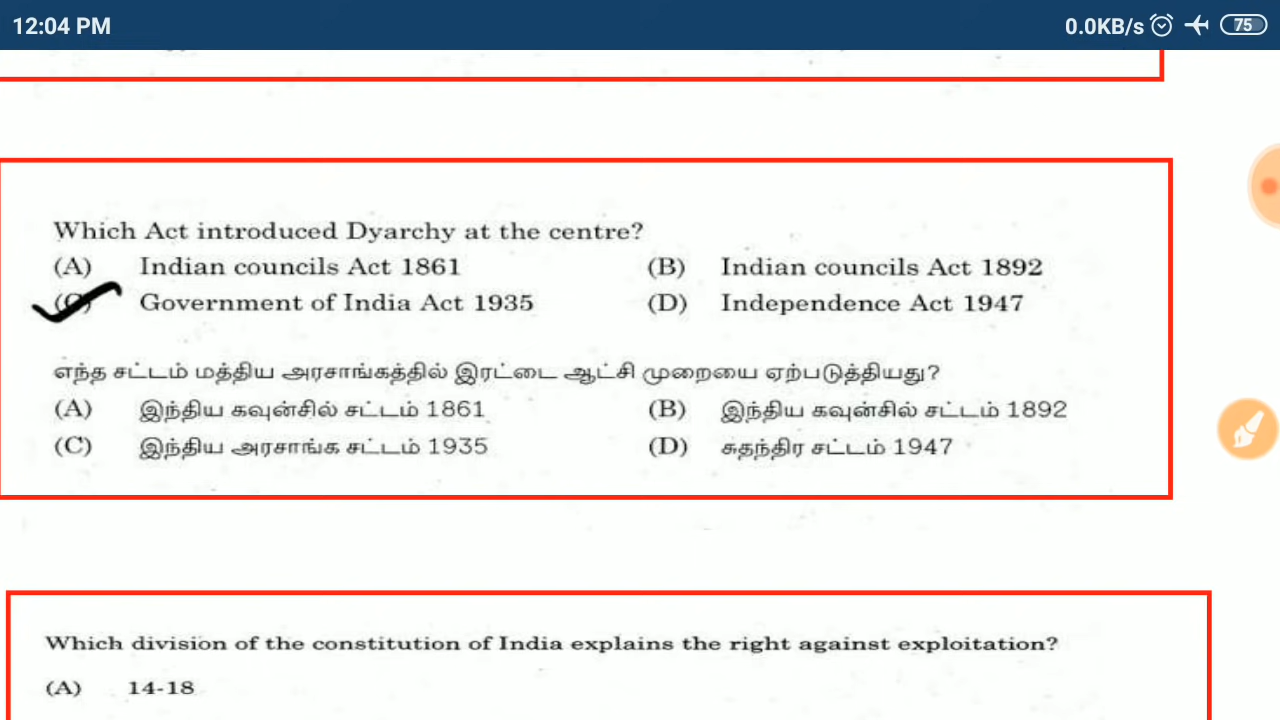 12:04 PM 0.0KB/s 75
Which Act introduced Dyarchy at the centre?
(A) Indian councils Act 1861 (B) Indian councils Act 1892
(C) Government of India Act 1935 (D) Independence Act 1947
எந்த சட்டம் மத்திய அரசாங்கத்தில் இரட்டை ஆட்சி முறையை ஏற்படுத்தியது?
(A) இந்திய கவுன்சில் சட்டம் 1861 (B) இந்திய கவுன்சில் சட்டம் 1892
(C) இந்திய அரசாங்க சட்டம் 1935 (D) சுதந்திர சட்டம் 1947
Which division of the constitution of India explains the right against exploitation?
(A) 14-18